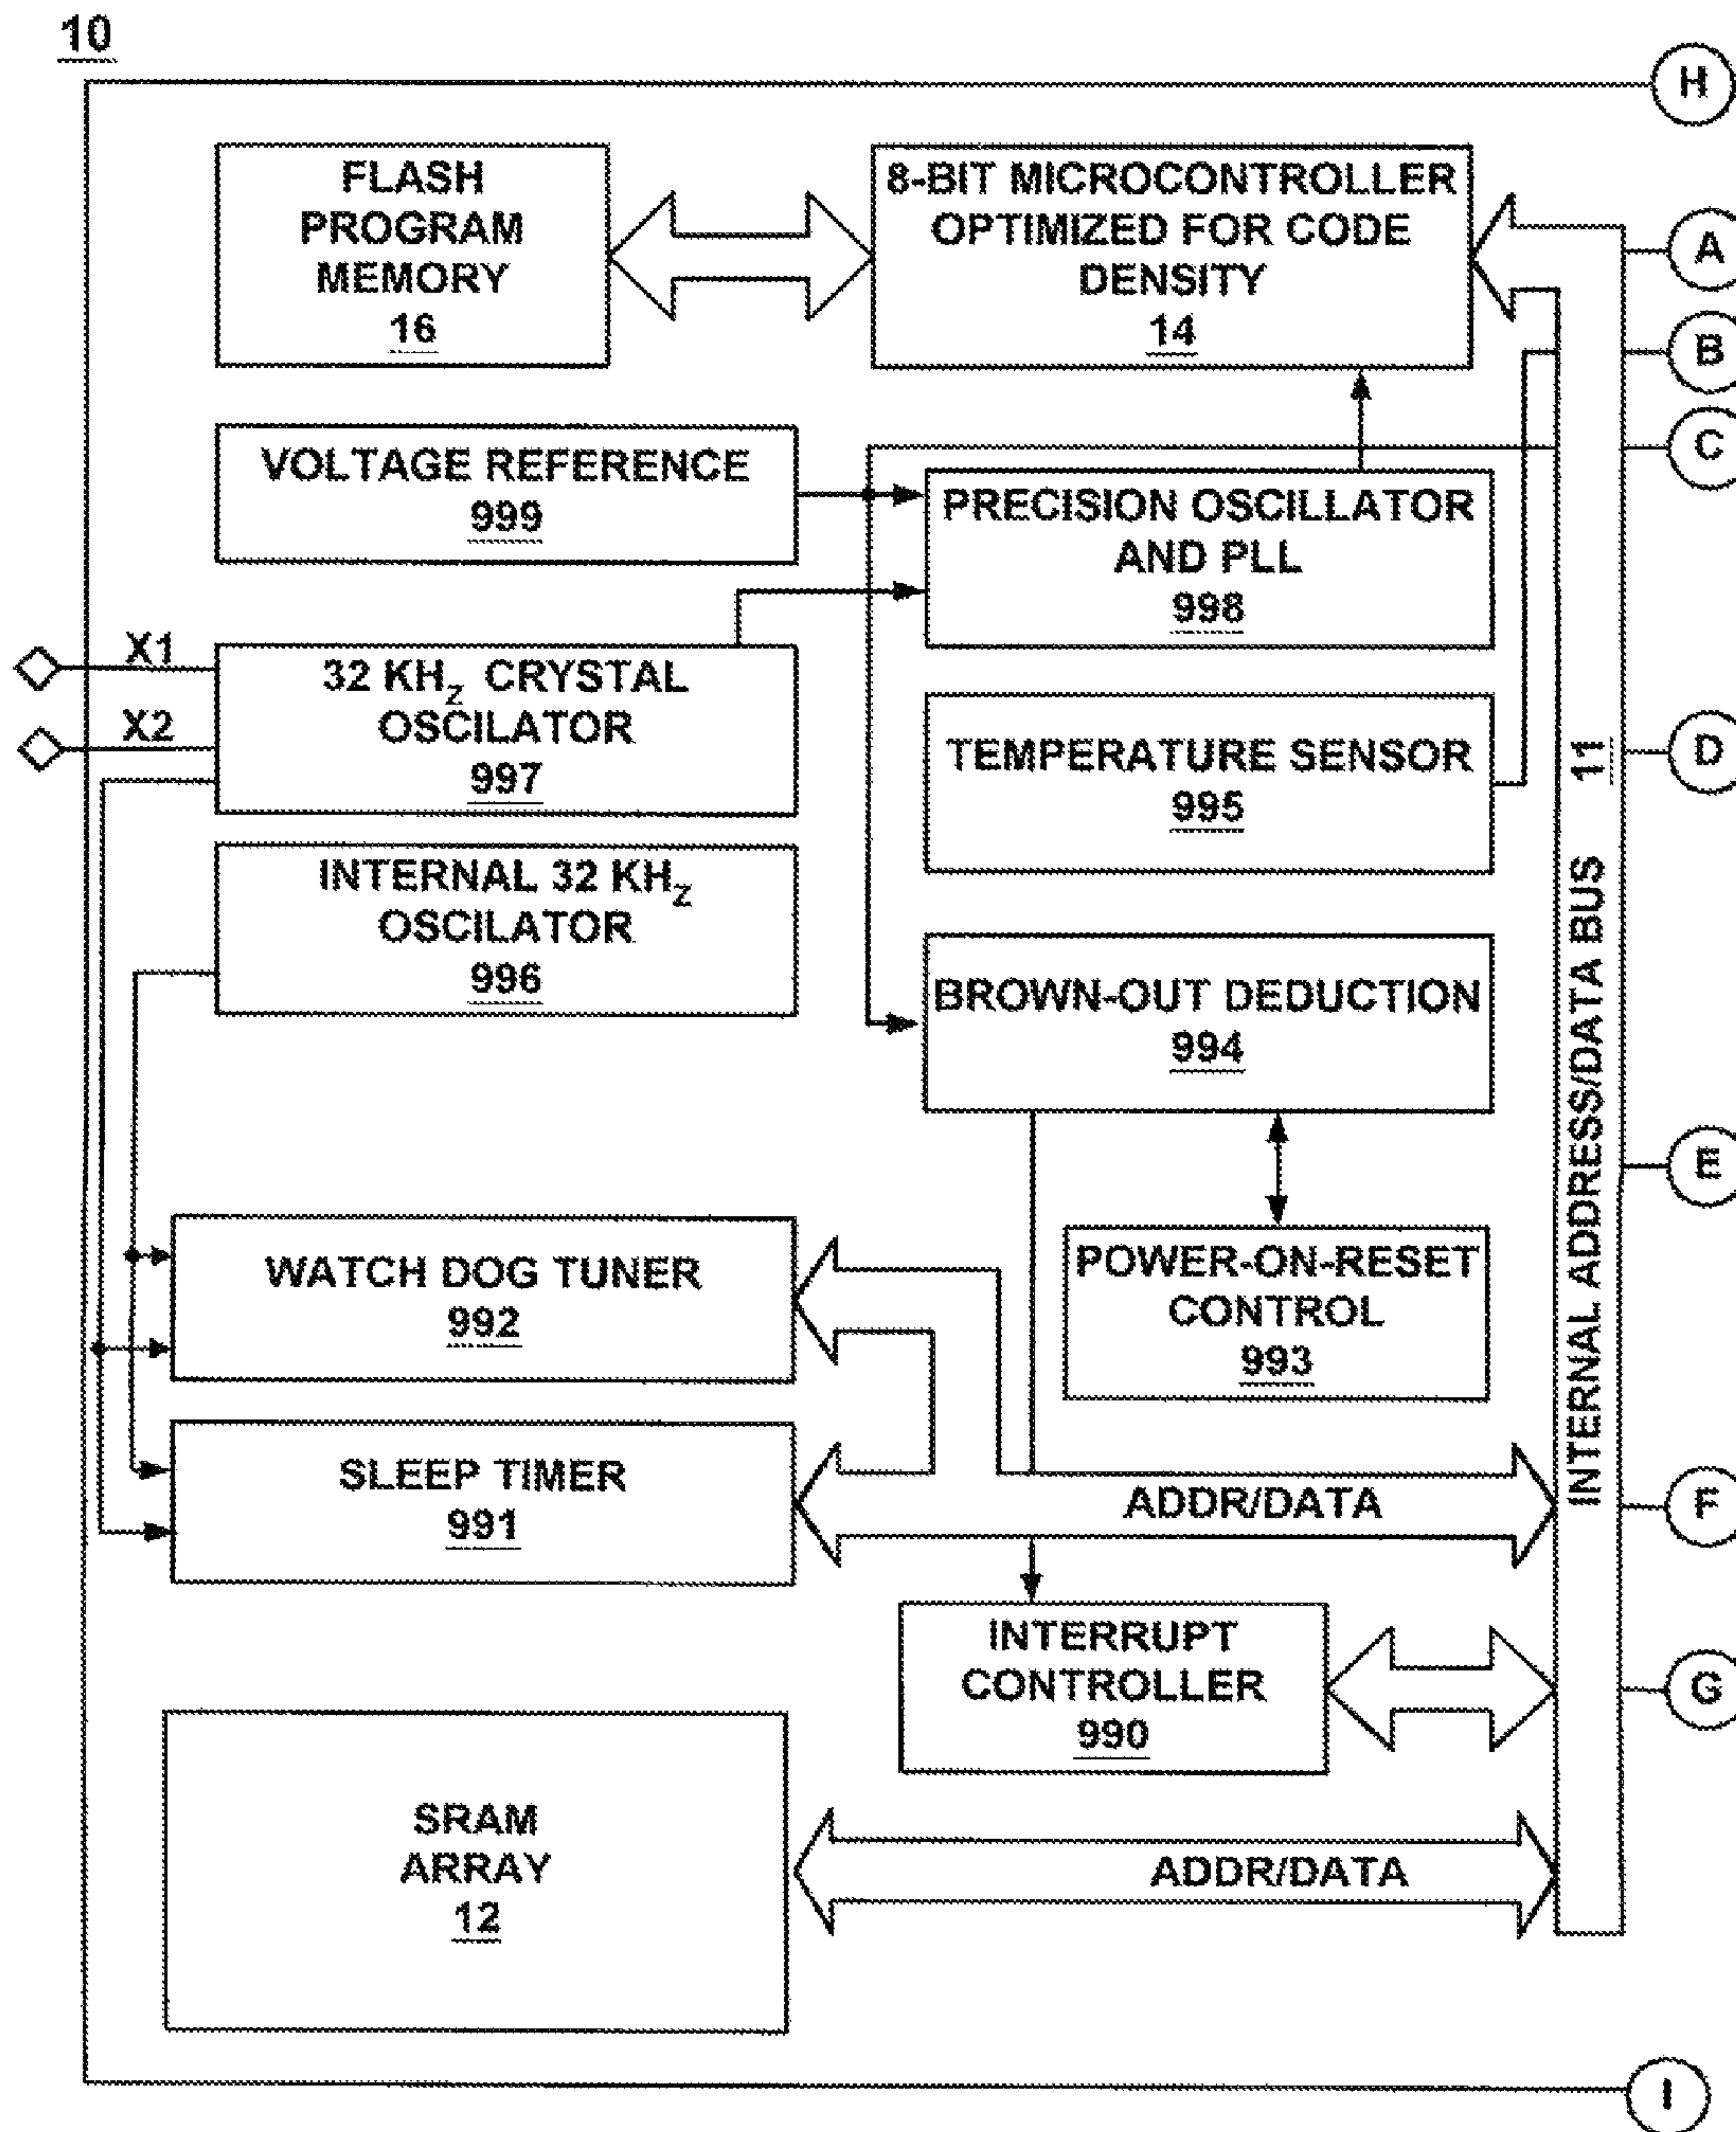 10
H
FLASH
PROGRAM
MEMORY
16
8-BIT MICROCONTROLLER
OPTIMIZED FOR CODE
DENSITY
14
A
B
C
VOLTAGE REFERENCE
999
PRECISION OSCILLATOR
AND PLL
998
X1
X2
32 KHZ CRYSTAL
OSCILATOR
997
TEMPERATURE SENSOR
995
D
INTERNAL 32 KHZ
OSCILATOR
996
BROWN-OUT DEDUCTION
994
INTERNAL ADDRESS/DATA BUS 11
E
WATCH DOG TUNER
992
POWER-ON-RESET
CONTROL
993
SLEEP TIMER
991
ADDR/DATA
F
INTERRUPT
CONTROLLER
990
G
SRAM
ARRAY
12
ADDR/DATA
I